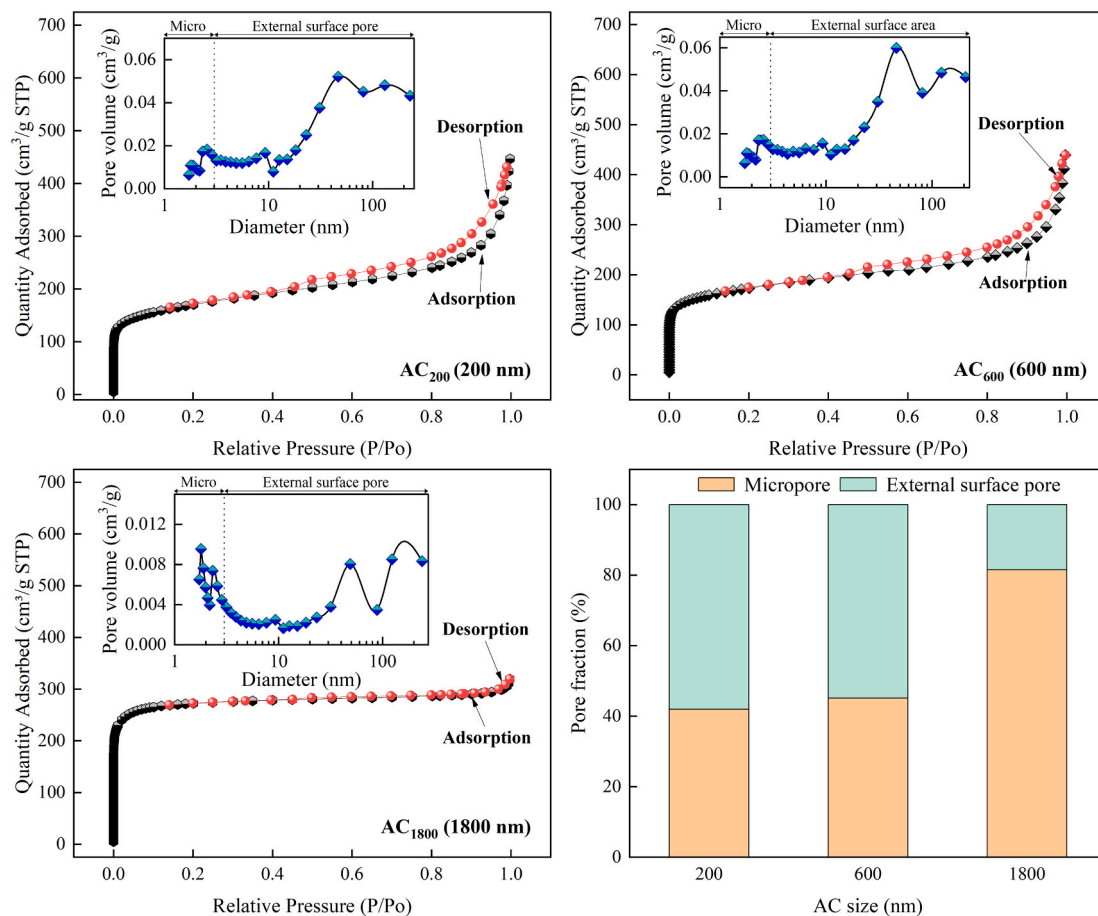 Micro
External surface pore
0.06
0.04
0.02
0.00
Pore volume (cm³/g)
1
10
100
Diameter (nm)
700
600
500
400
300
200
100
0
Quantity Adsorbed (cm³/g STP)
Desorption
Adsorption
AC₂₀₀ (200 nm)
0.0 0.2 0.4 0.6 0.8 1.0
Relative Pressure (P/Po)
Micro
External surface area
0.06
0.04
0.02
0.00
Pore volume (cm³/g)
1
10
100
Diameter (nm)
700
600
500
400
300
200
100
0
Quantity Adsorbed (cm³/g STP)
Desorption
Adsorption
AC₆₀₀ (600 nm)
0.0 0.2 0.4 0.6 0.8 1.0
Relative Pressure (P/Po)
Micro
External surface pore
0.012
0.008
0.004
0.000
Pore volume (cm³/g)
1
10
100
Diameter (nm)
700
600
500
400
300
200
100
0
Quantity Adsorbed (cm³/g STP)
Desorption
Adsorption
AC₁₈₀₀ (1800 nm)
0.0 0.2 0.4 0.6 0.8 1.0
Relative Pressure (P/Po)
Micropore
External surface pore
100
80
60
40
20
0
Pore fraction (%)
200 600 1800
AC size (nm)